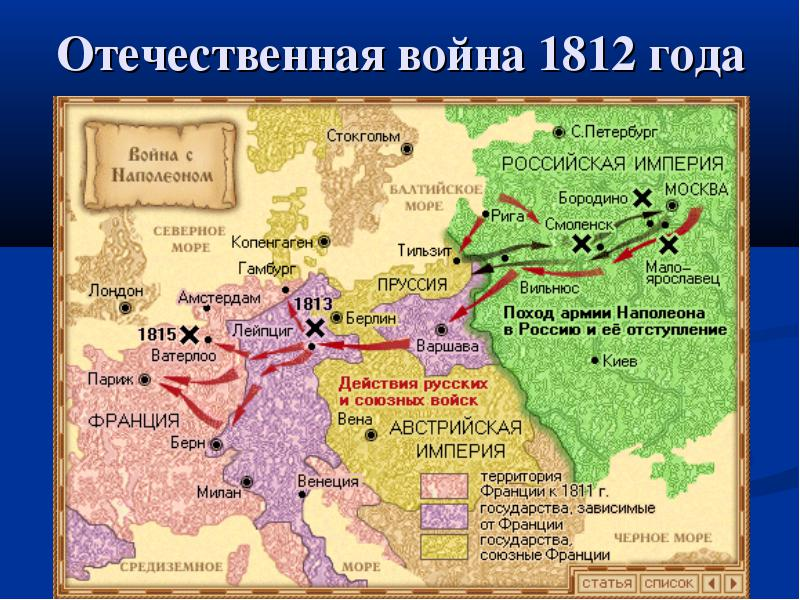 Отечественная война 1812 года
Война с
Наполеоном
Стокгольм
С.Петербург
РОССИЙСКАЯ ИМПЕРИЯ
БАЛТИЙСКОЕ
МОРЕ
Бородино
МОСКВА
Рига
Смоленск
СЕВЕРНОЕ
МОРЕ
Копенгаген
Тильзит
Гамбург
Мало–
ярославец
ПРУССИЯ
Вильнюс
Лондон
Амстердам
1813
Берлин
Поход армии Наполеона
в Россию и её отступление
1815
Лейпциг
Ватерлоо
Варшава
Киев
Париж
Действия русских
и союзных войск
ФРАНЦИЯ
Вена
АВСТРИЙСКАЯ
ИМПЕРИЯ
Берн
Милан
Венеция
территория
Франции к 1811 г.
государства, зависимые
от Франции
государства,
союзные Франции
ЧЕРНОЕ МОРЕ
СРЕДИЗЕМНОЕ
МОРЕ
статья
список